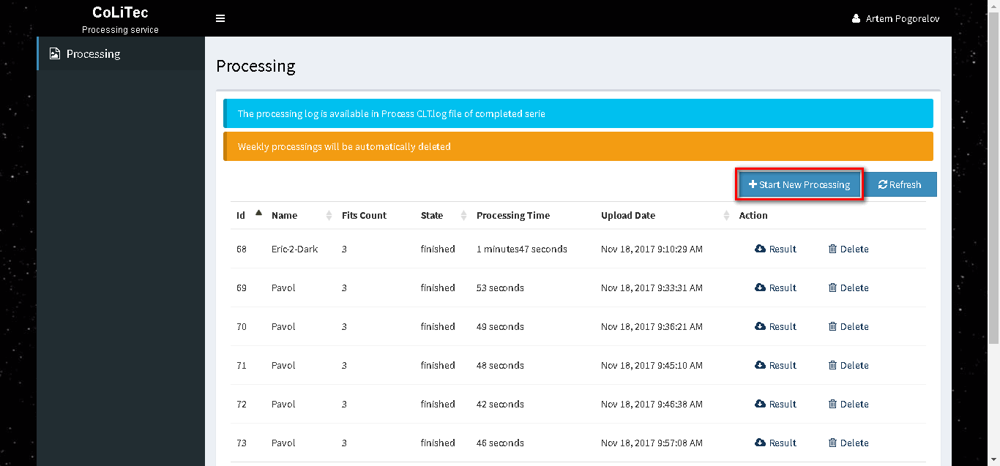 CoLiTec
Processing service
Artem Pogorelov
Processing
Processing
The processing log is available in Process CLT.log file of completed serie
Weekly processings will be automatically deleted
Start New Processing Refresh
Id Name Fits Count State Processing Time Upload Date Action
68 Eric-2-Dark 3 finished 1 minutes47 seconds Nov 18, 2017 9:10:29 AM Result Delete
69 Pavol 3 finished 53 seconds Nov 18, 2017 9:33:31 AM Result Delete
70 Pavol 3 finished 49 seconds Nov 18, 2017 9:36:21 AM Result Delete
71 Pavol 3 finished 48 seconds Nov 18, 2017 9:45:10 AM Result Delete
72 Pavol 3 finished 42 seconds Nov 18, 2017 9:46:38 AM Result Delete
73 Pavol 3 finished 46 seconds Nov 18, 2017 9:57:08 AM Result Delete